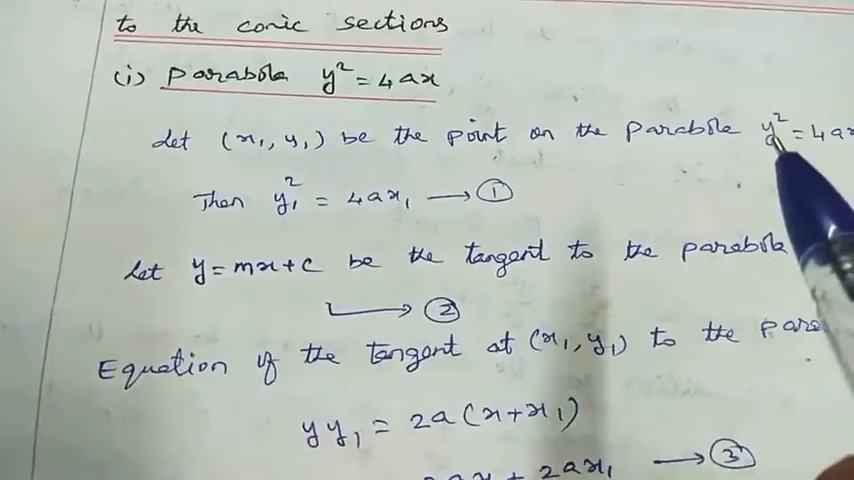 to the conic sections
(i) Parabola y² = 4ax
Let (x₁, y₁) be the point on the Parabola y² = 4ax
Then y₁² = 4ax₁ → ①
Let y = mx+c be the tangent to the parabola
→ ②
Equation of the tangent at (x₁, y₁) to the para
yy₁ = 2a(x+x₁)
2ax + 2ax₁ → ③